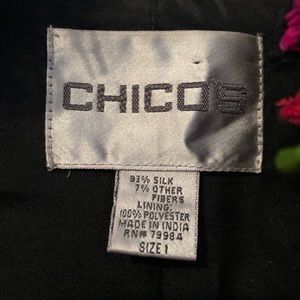 CHICO'S
93% SILK
7% OTHER
FIBERS
LINING:
100% POLYESTER
MADE IN INDIA
RN# 79984
SIZE 1